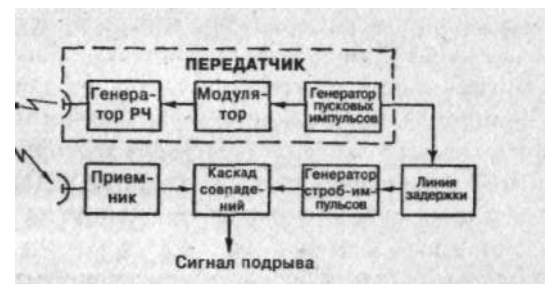 ПЕРЕДАТЧИК
Генера-
тор РЧ
Модуля-
тор
Генератор
пусковых
импульсов
Прием-
ник
Каскад
совпаде-
ний
Генератор
строб-им-
пульсов
Линия
задержки
Сигнал подрыва